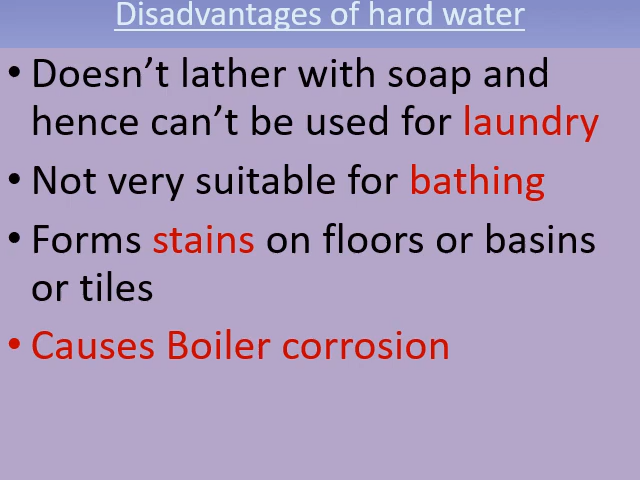 Disadvantages of hard water
• Doesn’t lather with soap and
hence can’t be used for laundry
• Not very suitable for bathing
• Forms stains on floors or basins
or tiles
• Causes Boiler corrosion